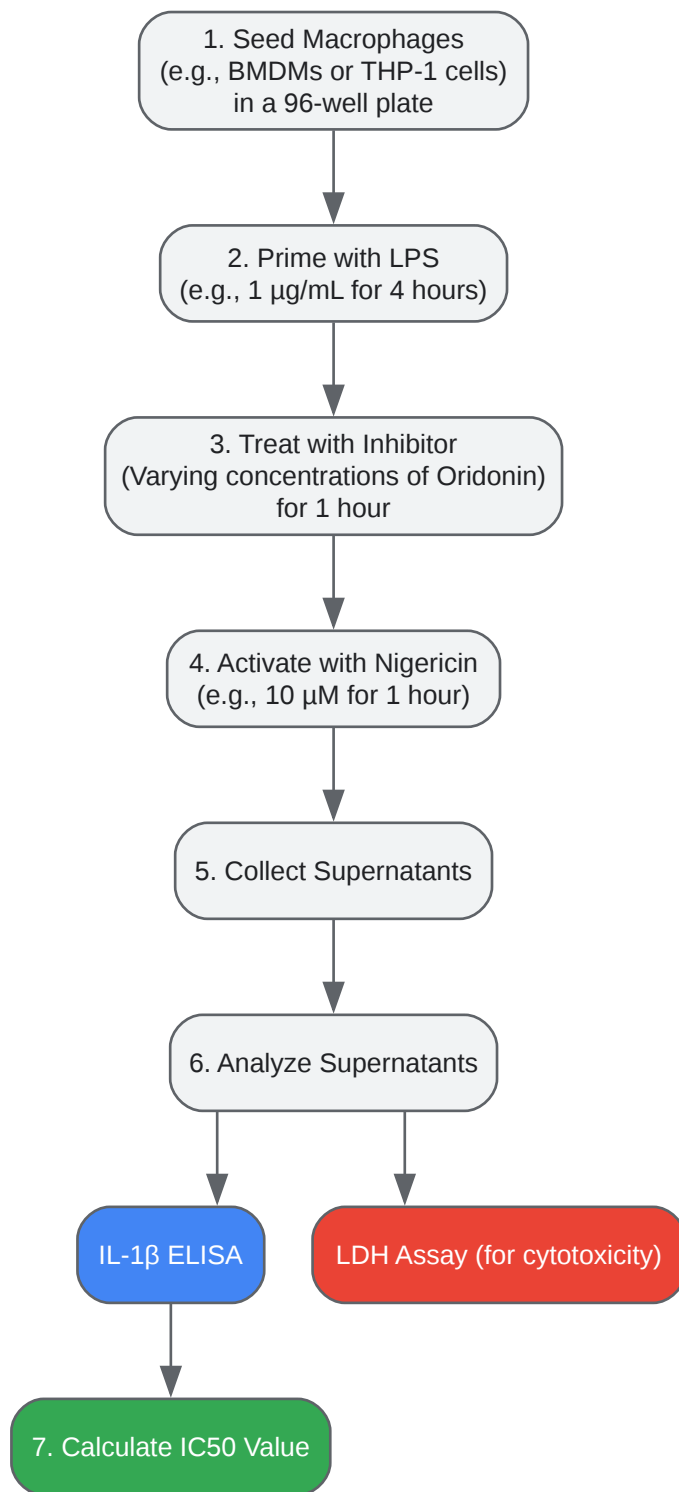 1. Seed Macrophages
(e.g., BMDMs or THP-1 cells)
in a 96-well plate
2. Prime with LPS
(e.g., 1 µg/mL for 4 hours)
3. Treat with Inhibitor
(Varying concentrations of Oridonin)
for 1 hour
4. Activate with Nigericin
(e.g., 10 µM for 1 hour)
5. Collect Supernatants
6. Analyze Supernatants
IL-1β ELISA
LDH Assay (for cytotoxicity)
7. Calculate IC50 Value